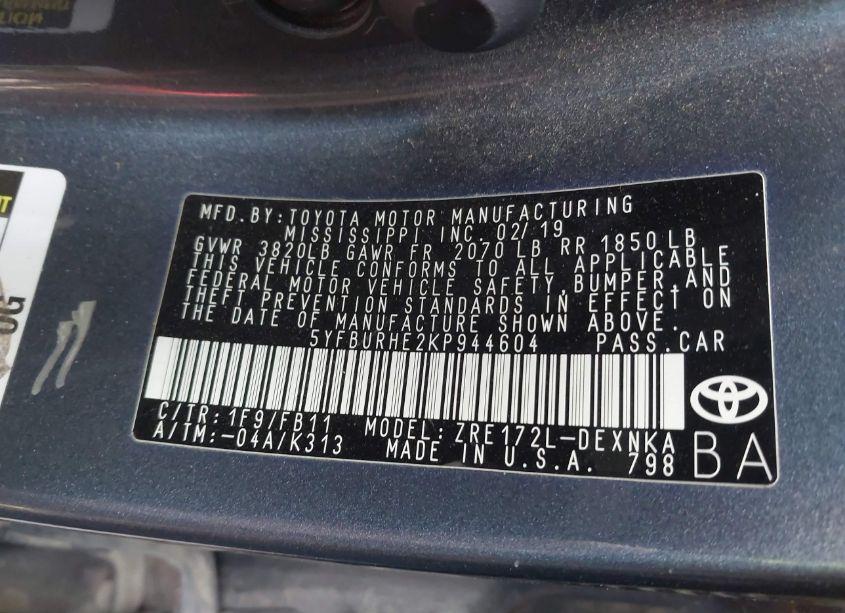 MFD. BY: TOYOTA MOTOR MANUFACTURING
MISSISSIPPI INC 02/19
GVWR 3820LB GAWR FR 2070 LB RR 1850 LB
THIS VEHICLE CONFORMS TO ALL APPLICABLE
FEDERAL MOTOR VEHICLE SAFETY, BUMPER, AND
THEFT PREVENTION STANDARDS IN EFFECT ON
THE DATE OF MANUFACTURE SHOWN ABOVE.
5YFBURHE2KP944604 PASS.CAR
C/TR: 1F9/FB11 MODEL: ZRE172L-DEXNKA
A/TM: -04A/K313 MADE IN U.S.A. 798
BA